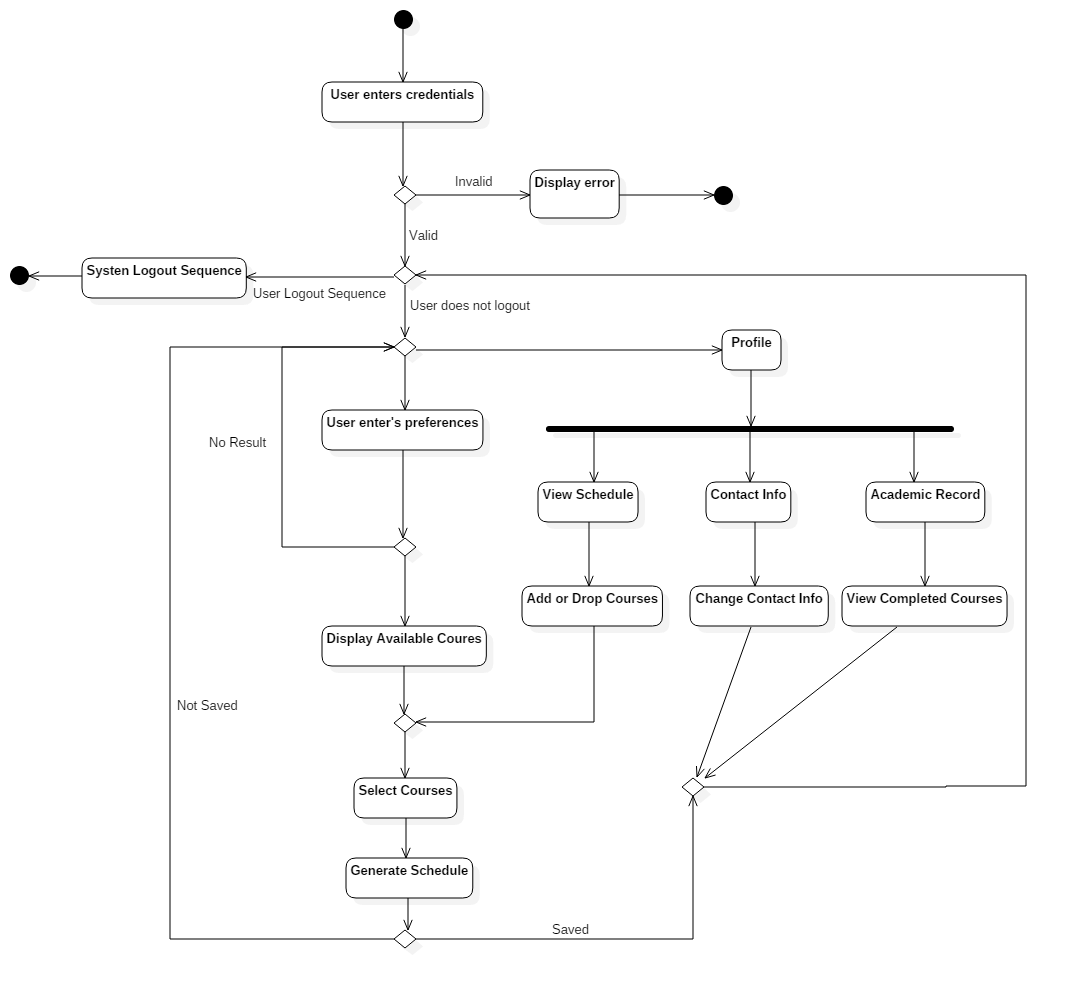 User enters credentials
Invalid
Display error
Valid
Systen Logout Sequence
User Logout Sequence
User does not logout
Profile
User enter's preferences
No Result
View Schedule
Contact Info
Academic Record
Add or Drop Courses
Change Contact Info
View Completed Courses
Display Available Coures
Not Saved
Select Courses
Generate Schedule
Saved